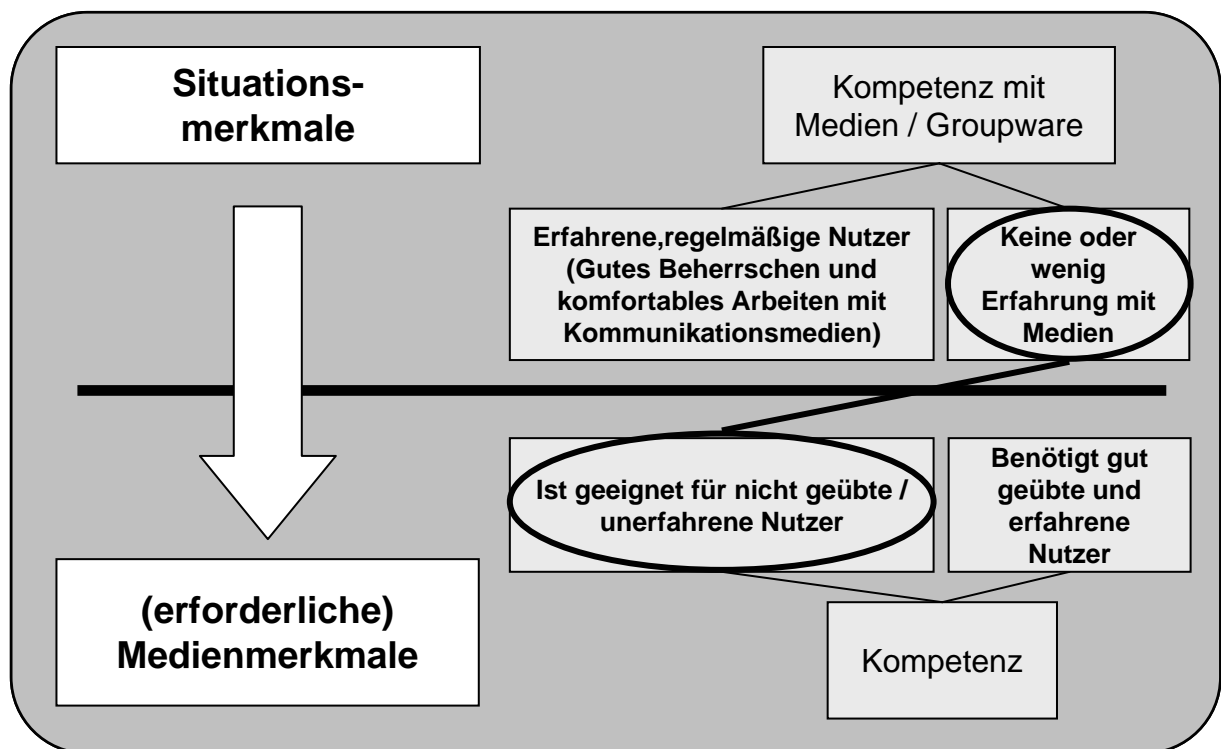 Situations-
merkmale
Kompetenz mit
Medien / Groupware
Erfahrene,regelmäßige Nutzer
(Gutes Beherrschen und
komfortables Arbeiten mit
Kommunikationsmedien)
Keine oder
wenig
Erfahrung mit
Medien
Ist geeignet für nicht geübte /
unerfahrene Nutzer
Benötigt gut
geübte und
erfahrene
Nutzer
(erforderliche)
Medienmerkmale
Kompetenz